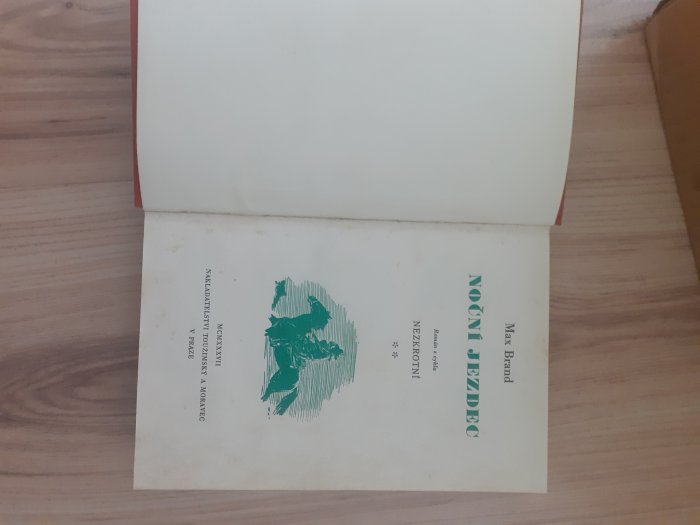 Max Brand
NOČNÍ JEZDEC
Román z cyklu
NEZKROTNÍ
MCMXXXVII
NAKLADATELSTVÍ TOUŽIMSKÝ A MORAVEC
V PRAZE